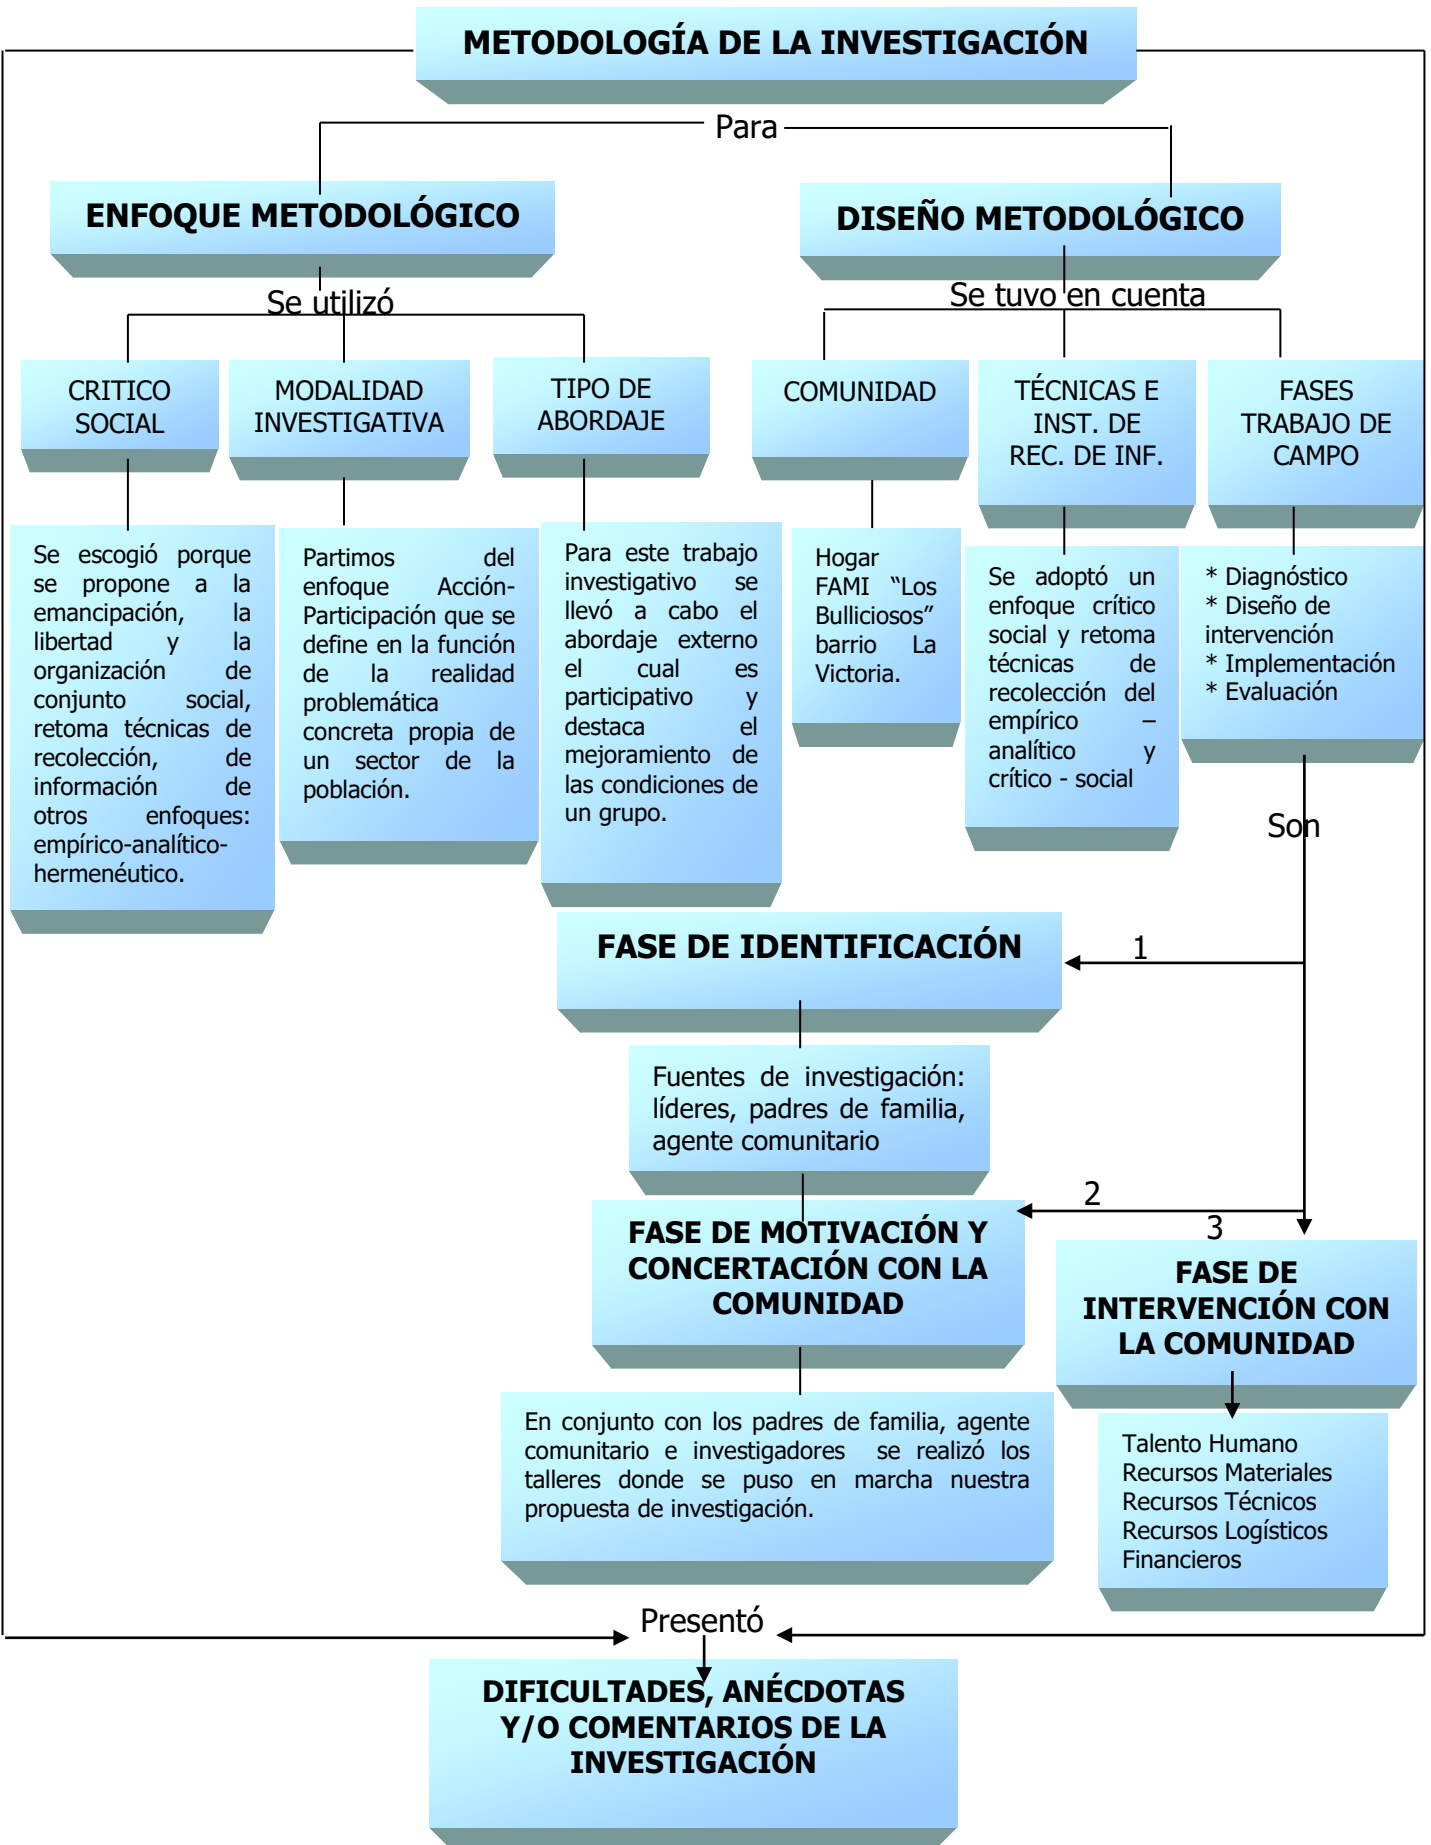 METODOLOGÍA DE LA INVESTIGACIÓN
Para
ENFOQUE METODOLÓGICO
DISEÑO METODOLÓGICO
Se utilizó
Se tuvo en cuenta
CRITICO
SOCIAL
MODALIDAD
INVESTIGATIVA
TIPO DE
ABORDAJE
COMUNIDAD
TÉCNICAS E
INST. DE
REC. DE INF.
FASES
TRABAJO DE
CAMPO
Se escogió porque
se propone a la
emancipación, la
libertad y la
organización de
conjunto social,
retoma técnicas de
recolección, de
información de
otros enfoques:
empírico-analítico-
hermenéutico.
Partimos del
enfoque Acción-
Participación que se
define en la función
de la realidad
problemática
concreta propia de
un sector de la
población.
Para este trabajo
investigativo se
llevó a cabo el
abordaje externo
el cual es
participativo y
destaca el
mejoramiento de
las condiciones de
un grupo.
Hogar
FAMI “Los
Bulliciosos”
barrio La
Victoria.
Se adoptó un
enfoque crítico
social y retoma
técnicas de
recolección del
empírico –
analítico y
crítico - social
* Diagnóstico
* Diseño de
intervención
* Implementación
* Evaluación
Son
FASE DE IDENTIFICACIÓN
1
Fuentes de investigación:
líderes, padres de familia,
agente comunitario
2
3
FASE DE MOTIVACIÓN Y
CONCERTACIÓN CON LA
COMUNIDAD
FASE DE
INTERVENCIÓN CON
LA COMUNIDAD
En conjunto con los padres de familia, agente
comunitario e investigadores se realizó los
talleres donde se puso en marcha nuestra
propuesta de investigación.
Talento Humano
Recursos Materiales
Recursos Técnicos
Recursos Logísticos
Financieros
Presentó
DIFICULTADES, ANÉCDOTAS
Y/O COMENTARIOS DE LA
INVESTIGACIÓN